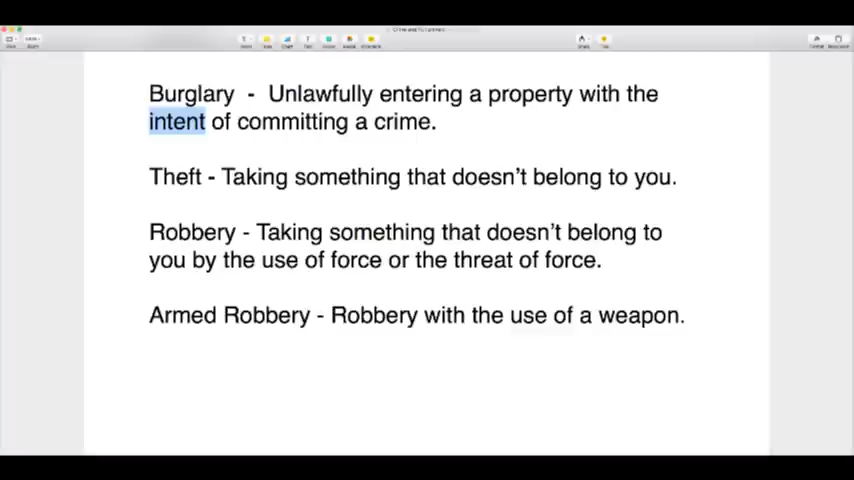 Burglary - Unlawfully entering a property with the
intent of committing a crime.
Theft - Taking something that doesn't belong to you.
Robbery - Taking something that doesn't belong to
you by the use of force or the threat of force.
Armed Robbery - Robbery with the use of a weapon.